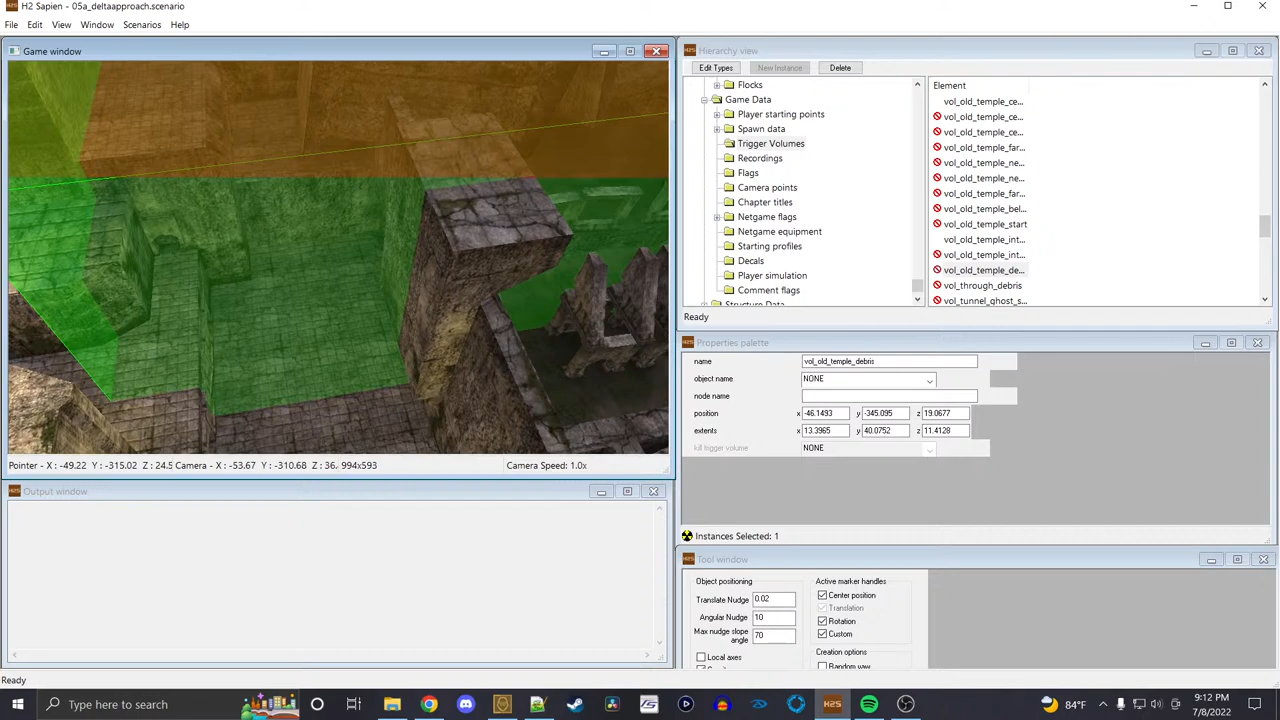 H2 Sapien - 05a_deltaapproach.scenario
File Edit View Window Scenarios Help
Game window
Pointer - X : -49.22 Y : -315.02 Z : 24.5 Camera - X : -53.67 Y : -310.68 Z : 36. 994x593
Camera Speed: 1.0x
Output window
Hierarchy view
Edit Types New Instance Delete
Flocks
Game Data
Player starting points
Spawn data
Trigger Volumes
Recordings
Flags
Camera points
Chapter titles
Netgame flags
Netgame equipment
Starting profiles
Decals
Player simulation
Comment flags
Structure Data
Element
vol_old_temple_ce...
vol_old_temple_ce...
vol_old_temple_ce...
vol_old_temple_far...
vol_old_temple_ne...
vol_old_temple_ne...
vol_old_temple_far...
vol_old_temple_bel...
vol_old_temple_start
vol_old_temple_int...
vol_old_temple_int...
vol_old_temple_de...
vol_through_debris
vol_tunnel_ghost_s...
Ready
Properties palette
name vol_old_temple_debris
object name NONE
node name
position x -46.1493 y -345.095 z 19.0677
extents x 13.3965 y 40.0752 z 11.4128
kill trigger volume NONE
Instances Selected: 1
Tool window
Object positioning
Translate Nudge 0.02
Angular Nudge 10
Max nudge slope angle 70
Local axes
Active marker handles
Center position
Translation
Rotation
Custom
Creation options
Random yaw
Ready
Type here to search
H2S
84°F
9:12 PM
7/8/2022